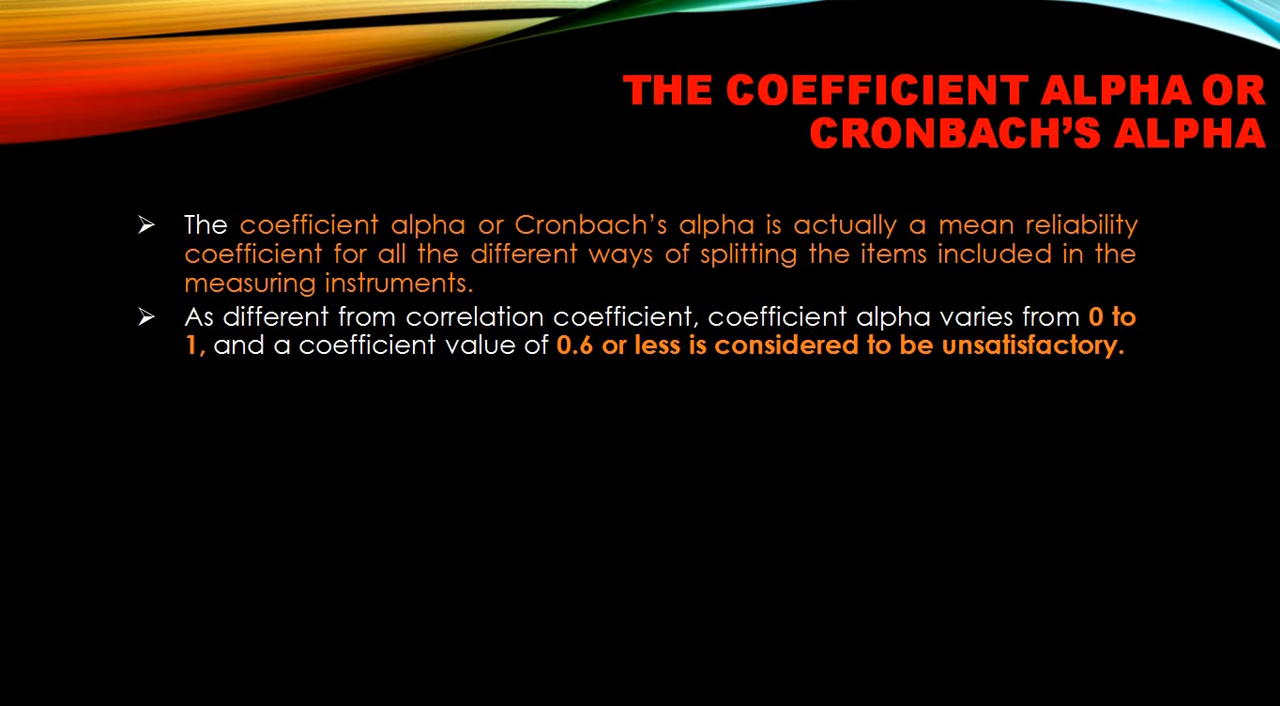 THE COEFFICIENT ALPHA OR
CRONBACH’S ALPHA
➢ The coefficient alpha or Cronbach’s alpha is actually a mean reliability
coefficient for all the different ways of splitting the items included in the
measuring instruments.
➢ As different from correlation coefficient, coefficient alpha varies from 0 to
1, and a coefficient value of 0.6 or less is considered to be unsatisfactory.